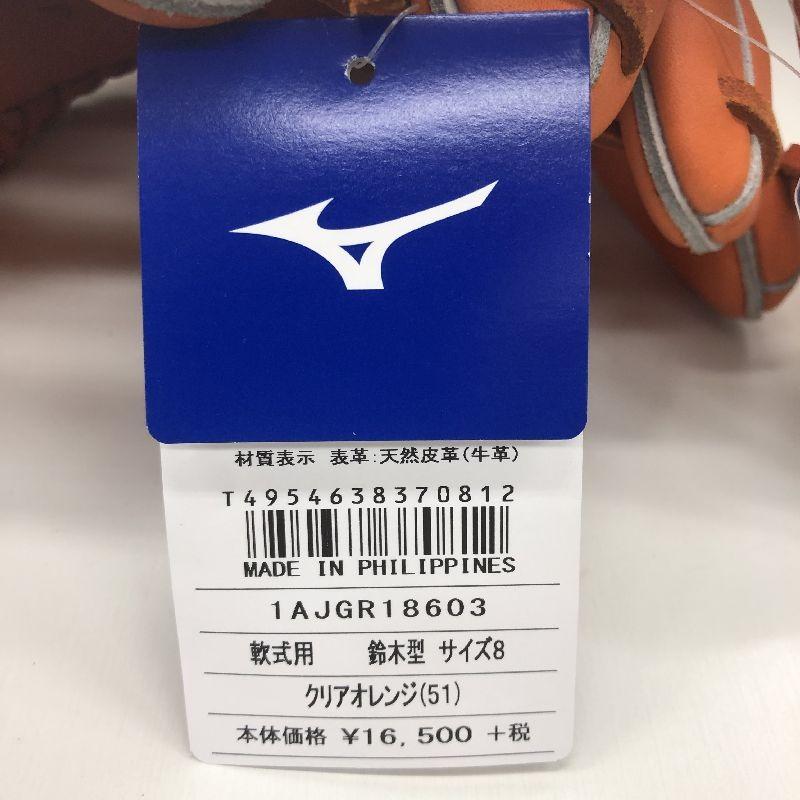 材質表示 表革:天然皮革(牛革)
T4954638370812
MADE IN PHILIPPINES
1AJGR18603
軟式用 鈴木型 サイズ8
クリアオレンジ(51)
本体価格 ¥16,500 +税